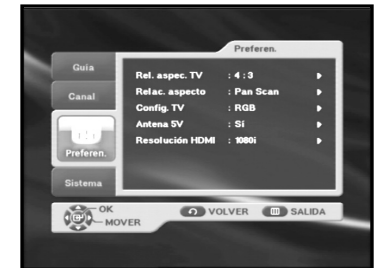 Preferen.
Guía
Canal
Preferen.
Sistema
Rel. aspec. TV : 4 : 3
Relac. aspecto : Pan Scan
Config. TV : RGB
Antena 5V : Sí
Resolución HDMI : 1080i
OK
MOVER
VOLVER
SALIDA